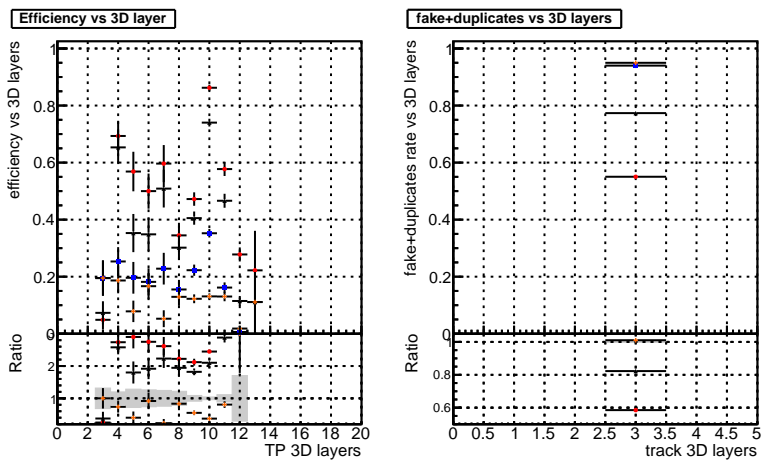 Efficiency vs 3D layer
fake+duplicates vs 3D layers
efficiency vs 3D layers
1
0.8
0.6
0.4
0.2
0
Ratio
2
1
0 2 4 6 8 10 12 14 16 18 20
TP 3D layers
fake+duplicates rate vs 3D layers
1
0.8
0.6
0.4
0.2
0
Ratio
1
0.8
0.6
0 0.5 1 1.5 2 2.5 3 3.5 4 4.5 5
track 3D layers